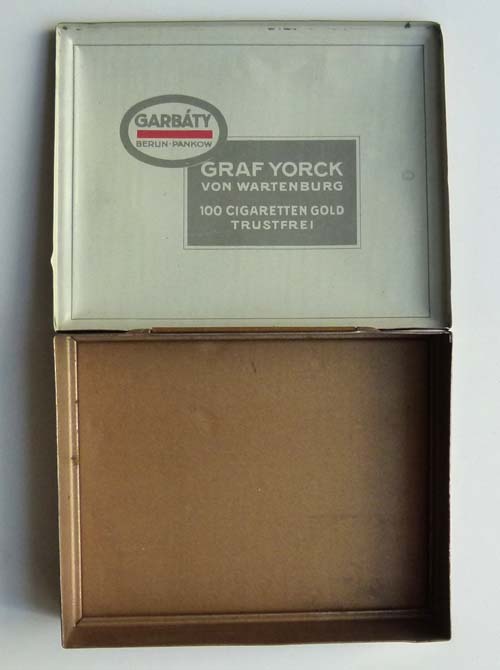 GARBÁTY
BERLIN-PANKOW
GRAF YORCK
VON WARTENBURG
100 CIGARETTEN GOLD
TRUSTFREI